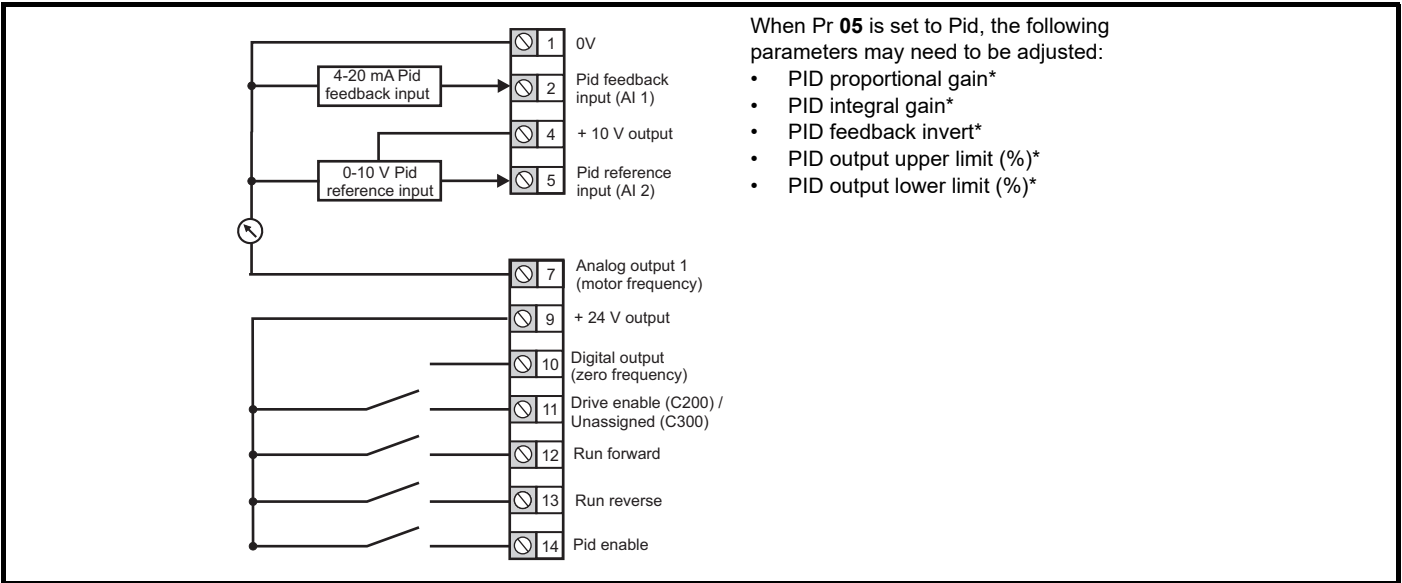 1 0V
4-20 mA Pid
feedback input
2 Pid feedback
input (AI 1)
4 + 10 V output
0-10 V Pid
reference input
5 Pid reference
input (AI 2)
7 Analog output 1
(motor frequency)
9 + 24 V output
10 Digital output
(zero frequency)
11 Drive enable (C200) /
Unassigned (C300)
12 Run forward
13 Run reverse
14 Pid enable
When Pr 05 is set to Pid, the following
parameters may need to be adjusted:
• PID proportional gain*
• PID integral gain*
• PID feedback invert*
• PID output upper limit (%)*
• PID output lower limit (%)*